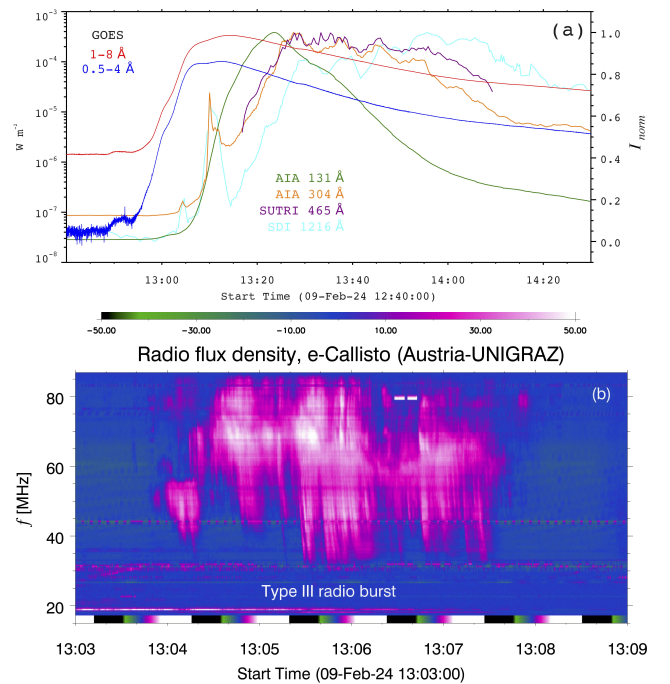 (a)
GOES
1-8 Å
0.5-4 Å
10⁻³
10⁻⁴
10⁻⁵
10⁻⁶
10⁻⁷
10⁻⁸
W m⁻²
1.0
0.8
0.6
0.4
0.2
0.0
I norm
AIA 131 Å
AIA 304 Å
SUTRI 465 Å
SDI 1216 Å
13:00 13:20 13:40 14:00 14:20
Start Time (09-Feb-24 12:40:00)
-50.00 -30.00 -10.00 10.00 30.00 50.00
Radio flux density, e-Callisto (Austria-UNIGRAZ)
(b)
80
60
40
20
f [MHz]
Type III radio burst
13:03 13:04 13:05 13:06 13:07 13:08 13:09
Start Time (09-Feb-24 13:03:00)